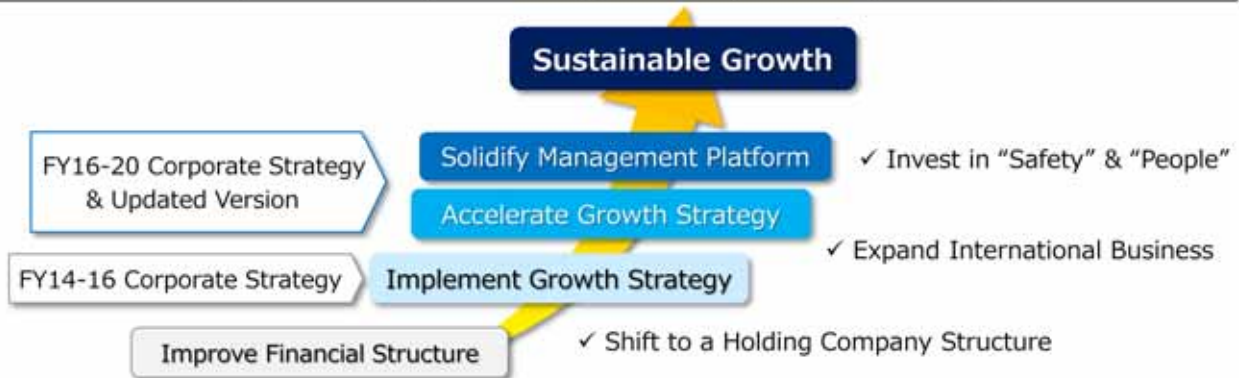 Sustainable Growth
FY16-20 Corporate Strategy
& Updated Version
Solidify Management Platform
✓ Invest in “Safety” & “People”
Accelerate Growth Strategy
✓ Expand International Business
FY14-16 Corporate Strategy
Implement Growth Strategy
✓ Shift to a Holding Company Structure
Improve Financial Structure